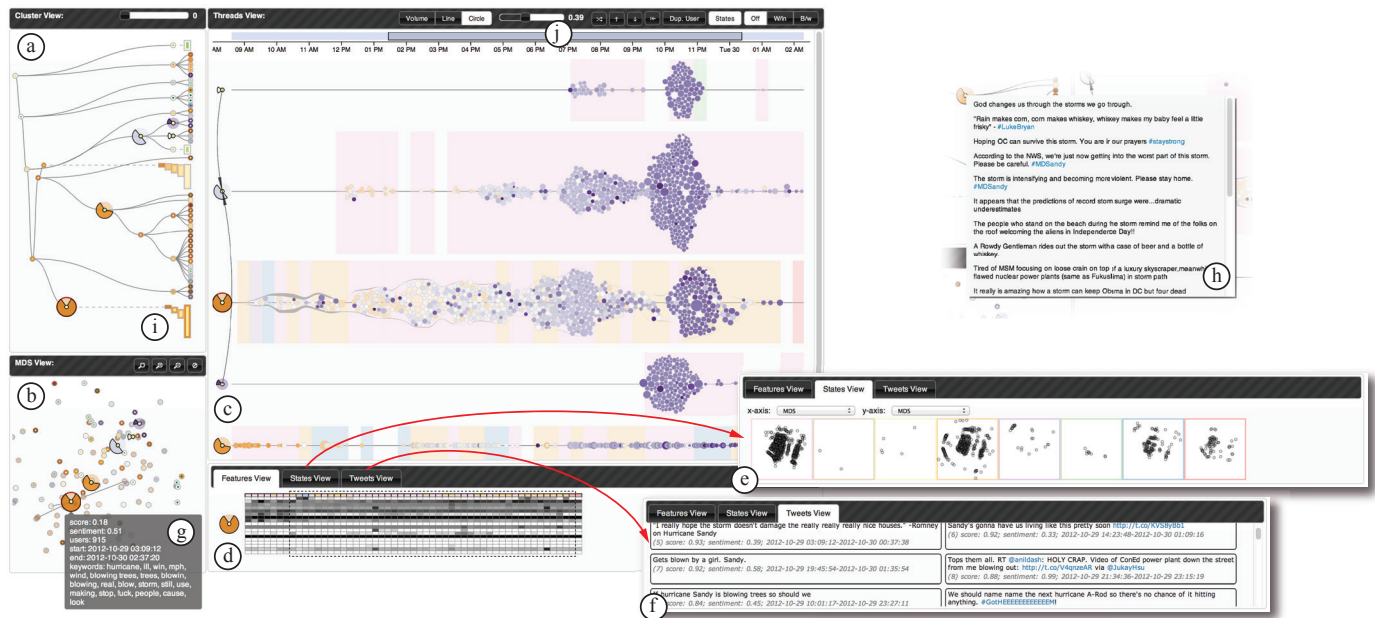 Cluster View:
0
a
i
MDS View:
b
score: 0.18
sentiment: 0.51
users: 915
start: 2012-10-29 03:09:12
end: 2012-10-30 02:37:20
keywords: hurricane, ill, win, mph,
wind, blowing trees, trees, blowin,
blowing, real, blow, storm, still, use,
making, stop, fuck, people, cause,
look
g
Threads View:
Volume Line Circle
0.39
Dup. User States Off W/in B/w
j
AM 09 AM 10 AM 11 AM 12 PM 01 PM 02 PM 03 PM 04 PM 05 PM 06 PM 07 PM 08 PM 09 PM 10 PM 11 PM Tue 30 01 AM 02 AM
c
Features View States View Tweets View
d
God changes us through the storms we go trough.
"Rain makes corn, corn makes whiskey, whiskey makes my baby feel a little
frisky" - #LukeBryan
Hoping OC can survive this storm. You are ir our prayers #staystrong
According to the NWS, we're just now getting into the worst part of this storm.
Please be careful. #MDSandy
The storm is intensifying and becoming more violent. Please stay home.
#MDSandy
It appears that the predictions of record storm surge were...dramatic
underestimates
The people who stand on the beach during he storm remind me of the folks on
the roof welcoming the aliens in Independence Day!!
A Rowdy Gentleman rides out the storm with a case of beer and a bottle of
whiskey.
Tired of MSM focusing on loose crain on top of a luxury skyscraper,meanwh
flawed nuclear power plants (same as Fukushima) in storm path
It really is amazing how a storm can keep Obama in DC but four dead
h
Features View States View Tweets View
x-axis: MDS y-axis: MDS
e
Features View States View Tweets View
"I really hope the storm doesn't damage the really really really nice houses." -Romney
on Hurricane Sandy
(5) score: 0.93; sentiment: 0.39; 2012-10-29 03:09:12-2012-10-30 00:37:38
Sandy's gonna have us living like this pretty soon http://t.co/KVS8yBb1
(6) score: 0.92; sentiment: 0.33; 2012-10-29 14:23:48-2012-10-30 01:09:16
Gets blown by a girl. Sandy.
(7) score: 0.92; sentiment: 0.58; 2012-10-29 19:45:54-2012-10-30 01:35:54
Tops them all. RT @anildash: HOLY CRAP. Video of ConEd power plant down the street
from me blowing out: http://t.co/V4qnzeAR via @JukayHsu
(8) score: 0.88; sentiment: 0.99; 2012-10-29 21:34:36-2012-10-29 23:15:19
hurricane Sandy is blowing trees so should we
score: 0.84; sentiment: 0.45; 2012-10-29 10:01:17-2012-10-29 23:27:11
We should name name the next hurricane A-Rod so there's no chance of it hitting
anything. #GotHEEEEEEEEEEEEM!
f